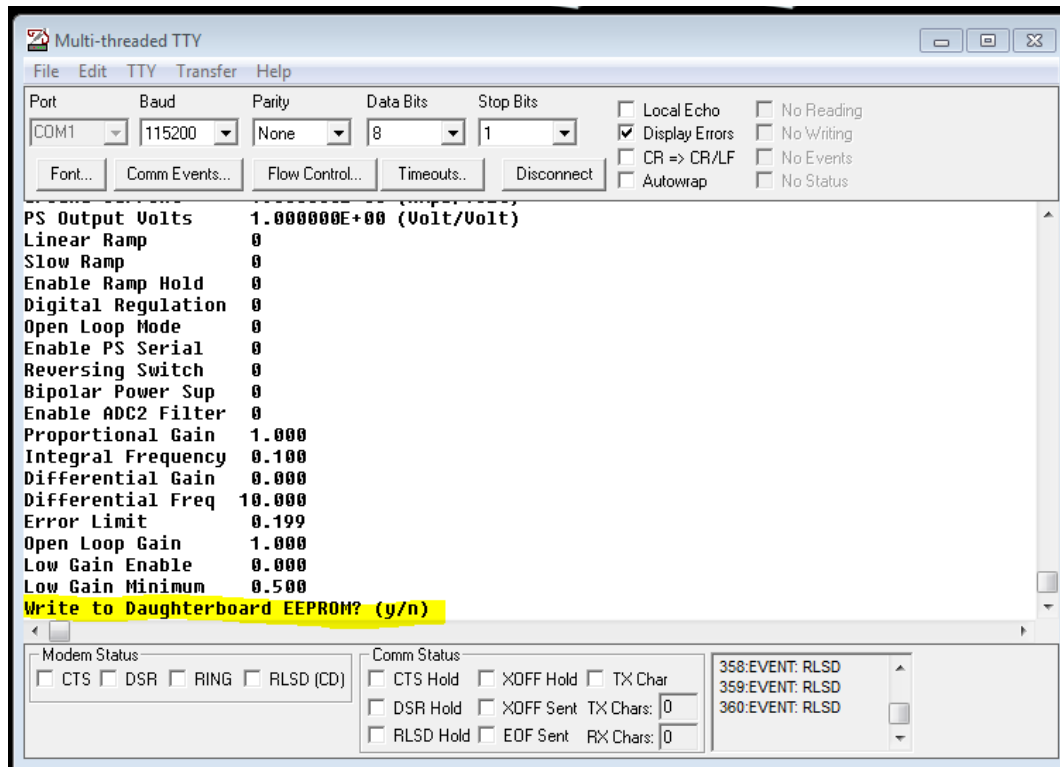 Multi-threaded TTY
File Edit TTY Transfer Help
Port Baud Parity Data Bits Stop Bits
COM1 115200 None 8 1
Local Echo No Reading
Display Errors No Writing
CR => CR/LF No Events
Autowrap No Status
Font... Comm Events... Flow Control... Timeouts.. Disconnect
PS Output Volts 1.000000E+00 (Volt/Volt)
Linear Ramp 0
Slow Ramp 0
Enable Ramp Hold 0
Digital Regulation 0
Open Loop Mode 0
Enable PS Serial 0
Reversing Switch 0
Bipolar Power Sup 0
Enable ADC2 Filter 0
Proportional Gain 1.000
Integral Frequency 0.100
Differential Gain 0.000
Differential Freq 10.000
Error Limit 0.199
Open Loop Gain 1.000
Low Gain Enable 0.000
Low Gain Minimum 0.500
Write to Daughterboard EEPROM? (y/n)
Modem Status
CTS DSR RING RLSD (CD)
Comm Status
CTS Hold XOFF Hold TX Char
DSR Hold XOFF Sent TX Chars: 0
RLSD Hold EOF Sent RX Chars: 0
358:EVENT: RLSD
359:EVENT: RLSD
360:EVENT: RLSD